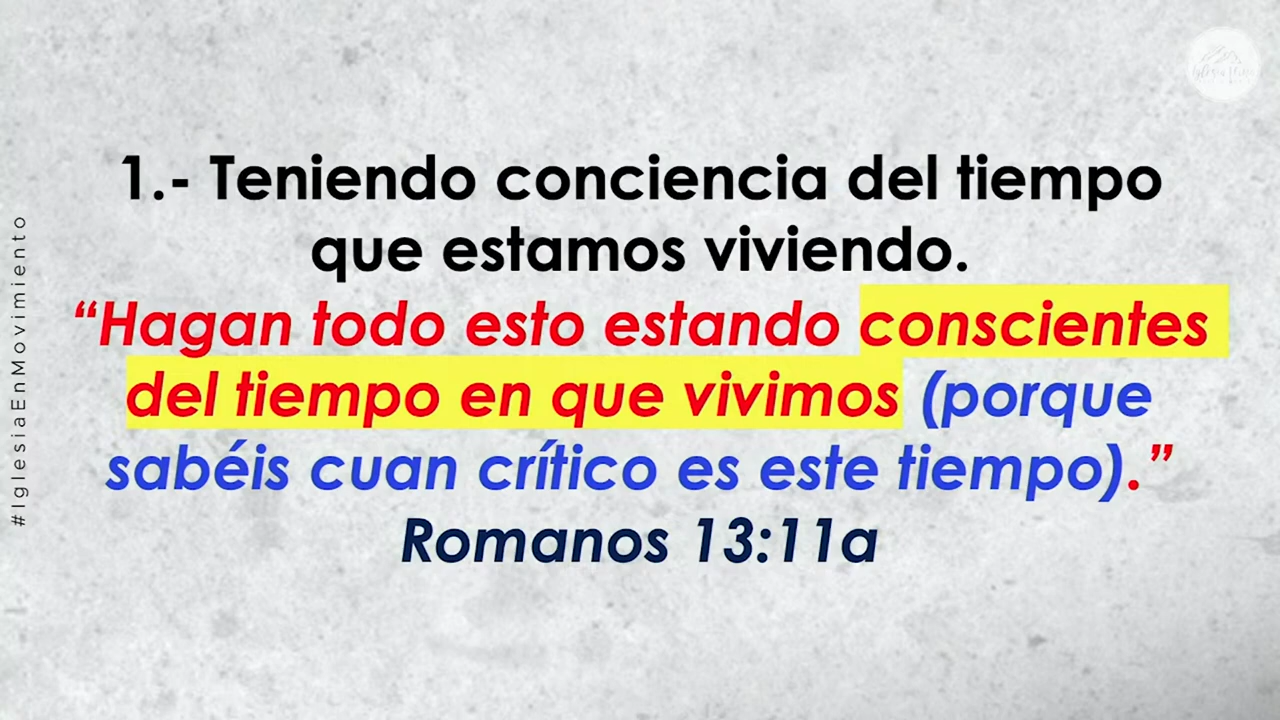 1.- Teniendo conciencia del tiempo
que estamos viviendo.
“Hagan todo esto estando conscientes
del tiempo en que vivimos (porque
sabéis cuan crítico es este tiempo).”
Romanos 13:11a
#IglesiaEnMovimiento